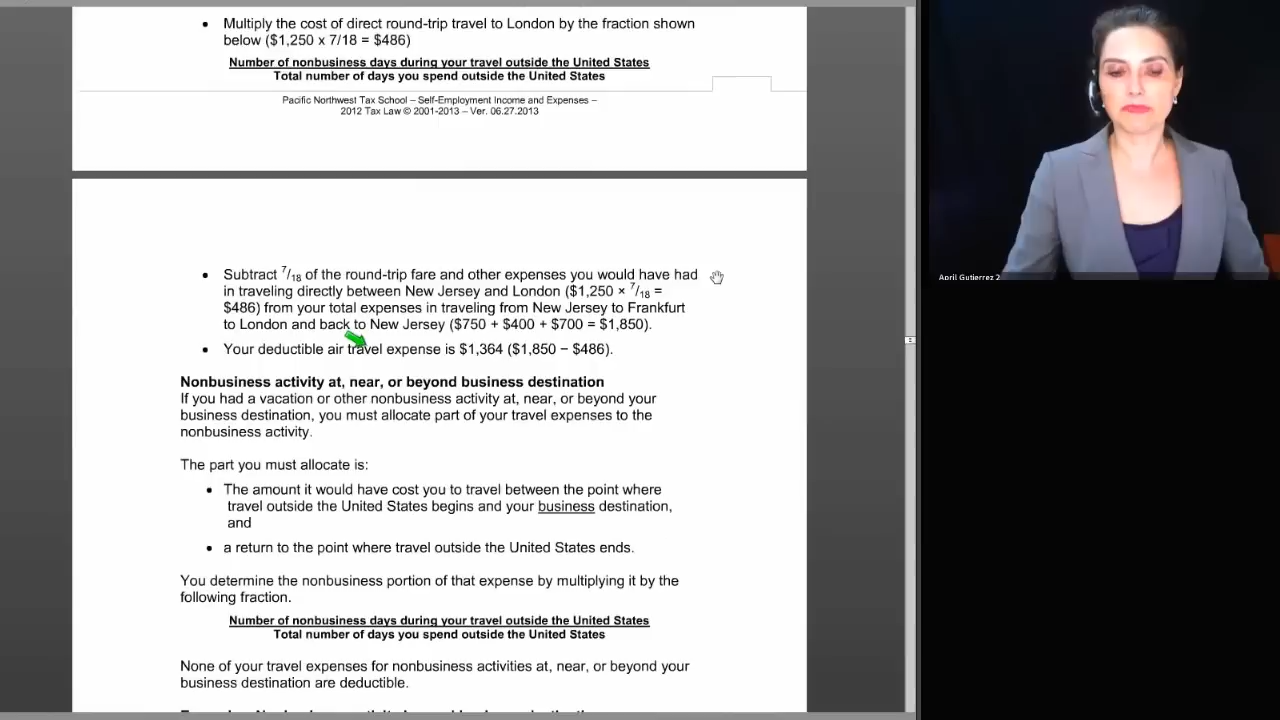 • Multiply the cost of direct round-trip travel to London by the fraction shown
below ($1,250 x 7/18 = $486)
Number of nonbusiness days during your travel outside the United States
Total number of days you spend outside the United States
Pacific Northwest Tax School – Self-Employment Income and Expenses –
2012 Tax Law © 2001-2013 – Ver. 06.27.2013
• Subtract 7/18 of the round-trip fare and other expenses you would have had
in traveling directly between New Jersey and London ($1,250 × 7/18 =
$486) from your total expenses in traveling from New Jersey to Frankfurt
to London and back to New Jersey ($750 + $400 + $700 = $1,850).
• Your deductible air travel expense is $1,364 ($1,850 − $486).
Nonbusiness activity at, near, or beyond business destination
If you had a vacation or other nonbusiness activity at, near, or beyond your
business destination, you must allocate part of your travel expenses to the
nonbusiness activity.
The part you must allocate is:
• The amount it would have cost you to travel between the point where
travel outside the United States begins and your business destination,
and
• a return to the point where travel outside the United States ends.
You determine the nonbusiness portion of that expense by multiplying it by the
following fraction.
Number of nonbusiness days during your travel outside the United States
Total number of days you spend outside the United States
None of your travel expenses for nonbusiness activities at, near, or beyond your
business destination are deductible.
April Gutierrez 2